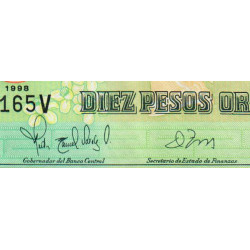 1998
165V DIEZ PESOS OR
Gobernador del Banco Central Secretario de Estado de Finanzas